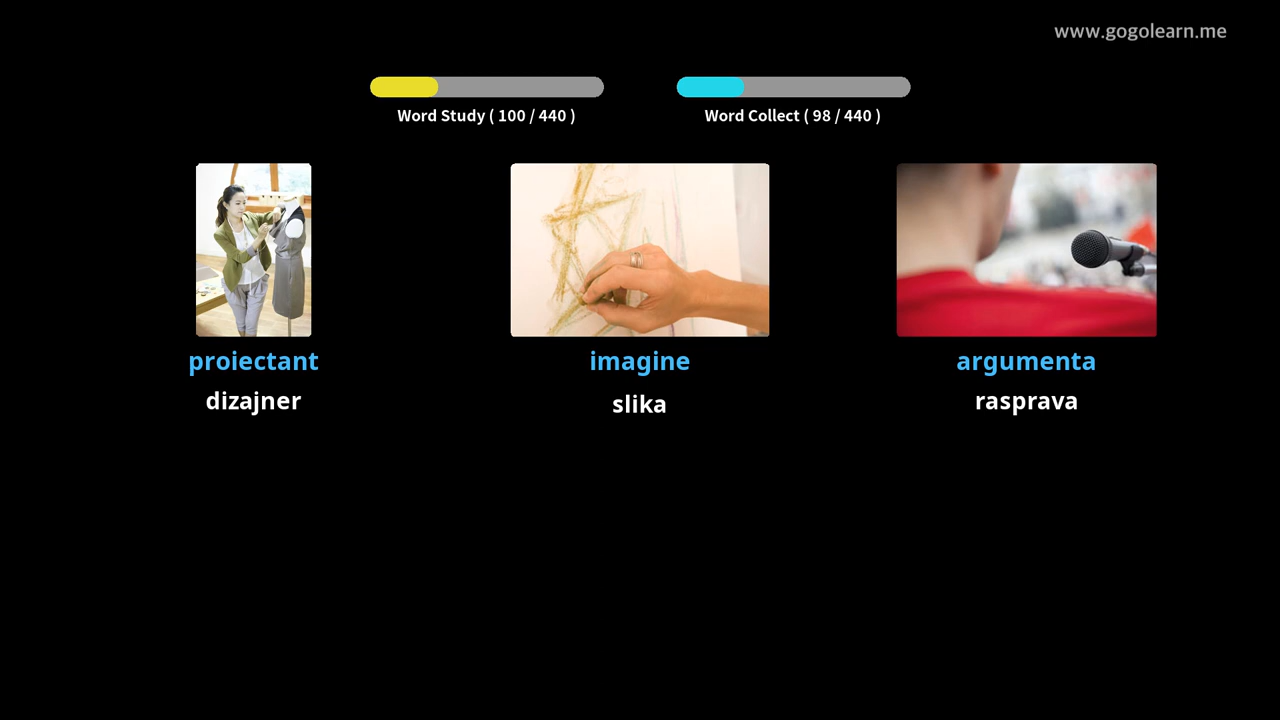 www.gogolearn.me
Word Study ( 100 / 440 )
Word Collect ( 98 / 440 )
proiectant
imagine
argumenta
dizajner
slika
rasprava